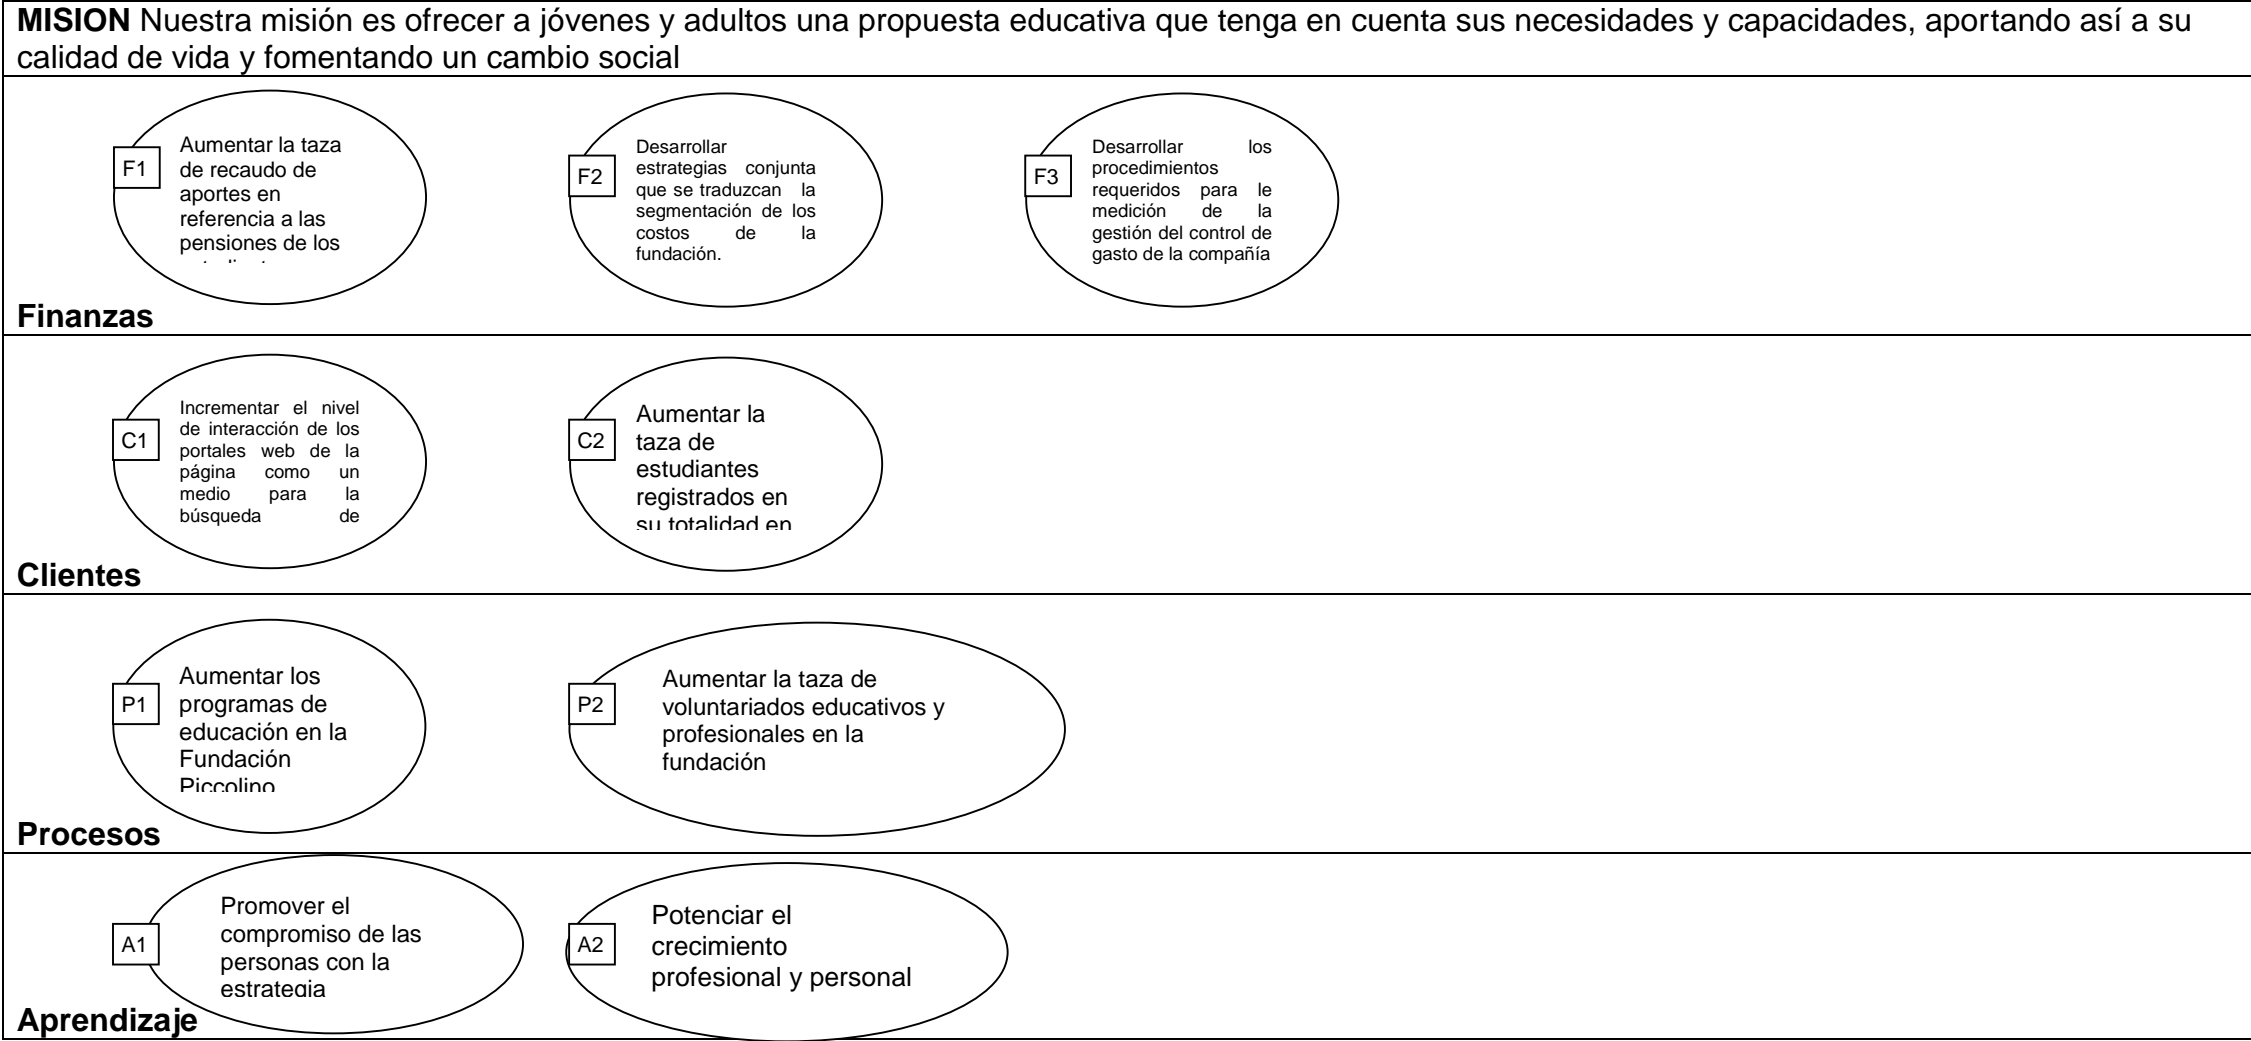 MISION Nuestra misión es ofrecer a jóvenes y adultos una propuesta educativa que tenga en cuenta sus necesidades y capacidades, aportando así a su
calidad de vida y fomentando un cambio social
F1
Aumentar la taza
de recaudo de
aportes en
referencia a las
pensiones de los
F2
Desarrollar
estrategias conjunta
que se traduzcan la
segmentación de los
costos de la
fundación.
F3
Desarrollar los
procedimientos
requeridos para le
medición de la
gestión del control de
gasto de la compañía
Finanzas
C1
Incrementar el nivel
de interacción de los
portales web de la
página como un
medio para la
búsqueda de
C2
Aumentar la
taza de
estudiantes
registrados en
su totalidad en
Clientes
P1
Aumentar los
programas de
educación en la
Fundación
Piccolino
P2
Aumentar la taza de
voluntariados educativos y
profesionales en la
fundación
Procesos
A1
Promover el
compromiso de las
personas con la
estrategia
A2
Potenciar el
crecimiento
profesional y personal
Aprendizaje